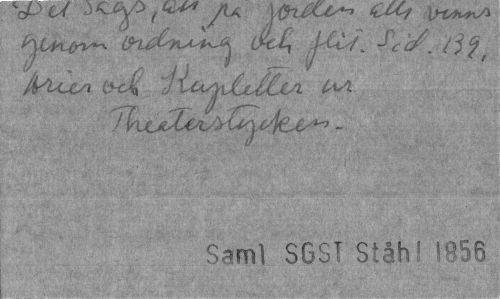 Det sägs, att på jorden allt vinns
genom ordning och flit. Sid. 139,
Arier och Kupletter ur
Theaterstycken.
Saml SGST Ståhl 1856